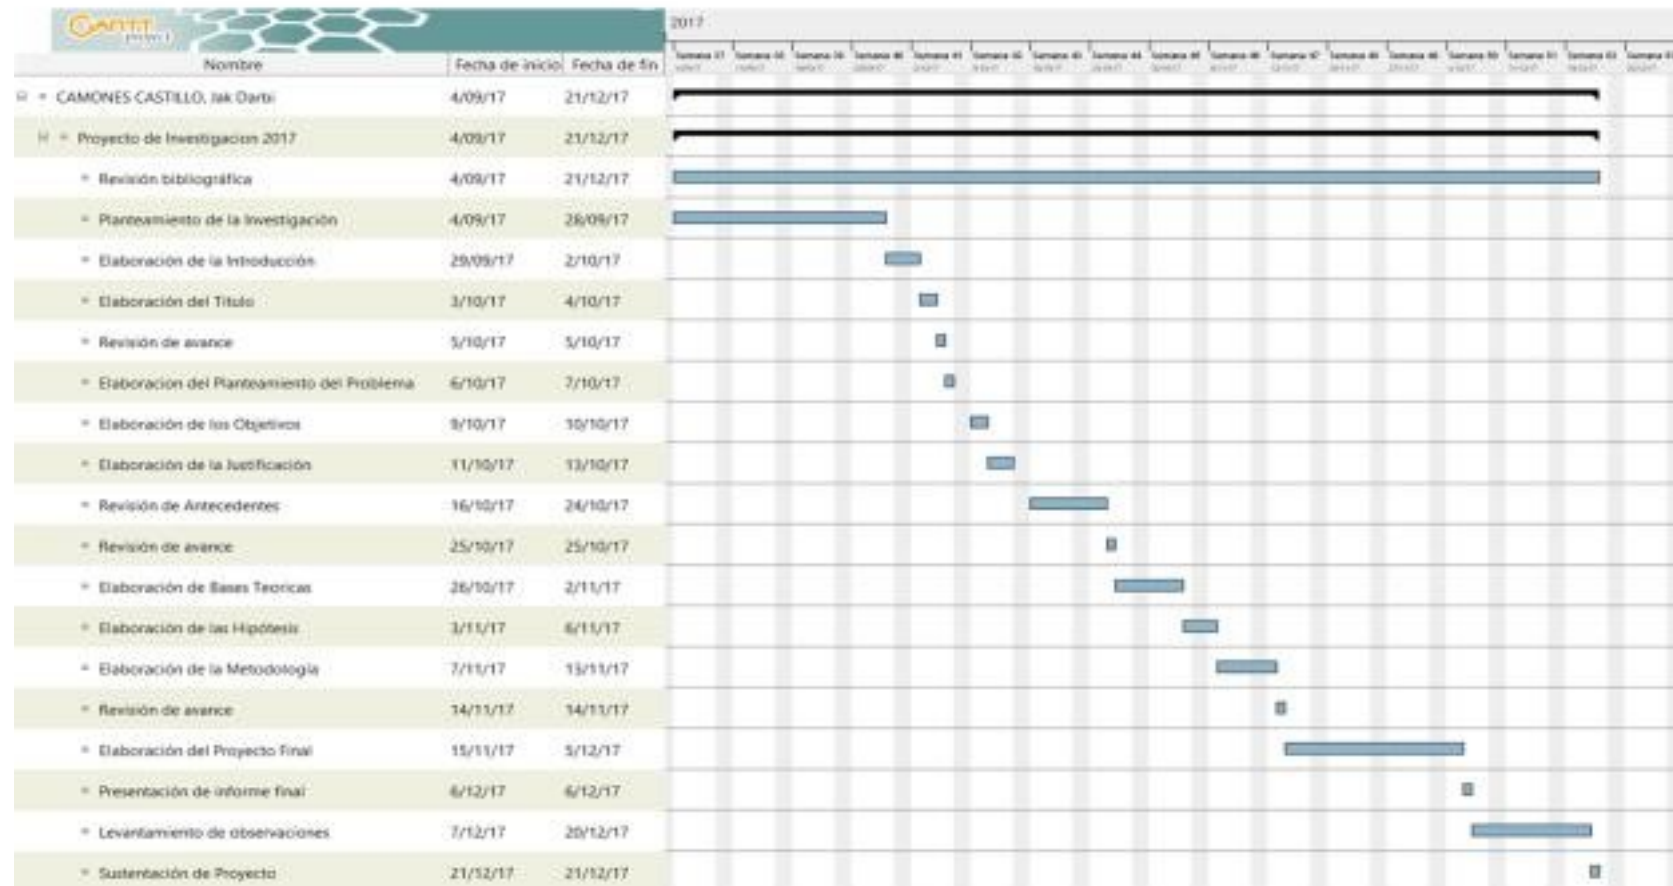 GANTT
project
2017
Nombre Fecha de inicio Fecha de fin
CAMONES CASTILLO, Jak Darbi 4/09/17 21/12/17
Proyecto de Investigacion 2017 4/09/17 21/12/17
Revisión bibliográfica 4/09/17 21/12/17
Planteamiento de la Investigación 4/09/17 28/09/17
Elaboración de la Introducción 29/09/17 2/10/17
Elaboración del Titulo 3/10/17 4/10/17
Revisión de avance 5/10/17 5/10/17
Elaboracion del Planteamiento del Problema 6/10/17 7/10/17
Elaboración de los Objetivos 9/10/17 10/10/17
Elaboración de la Justificación 11/10/17 13/10/17
Revisión de Antecedentes 16/10/17 24/10/17
Revisión de avance 25/10/17 25/10/17
Elaboración de Bases Teoricas 26/10/17 2/11/17
Elaboración de las Hipótesis 3/11/17 6/11/17
Elaboración de la Metodología 7/11/17 13/11/17
Revisión de avance 14/11/17 14/11/17
Elaboración del Proyecto Final 15/11/17 5/12/17
Presentación de informe final 6/12/17 6/12/17
Levantamiento de observaciones 7/12/17 20/12/17
Sustentación de Proyecto 21/12/17 21/12/17